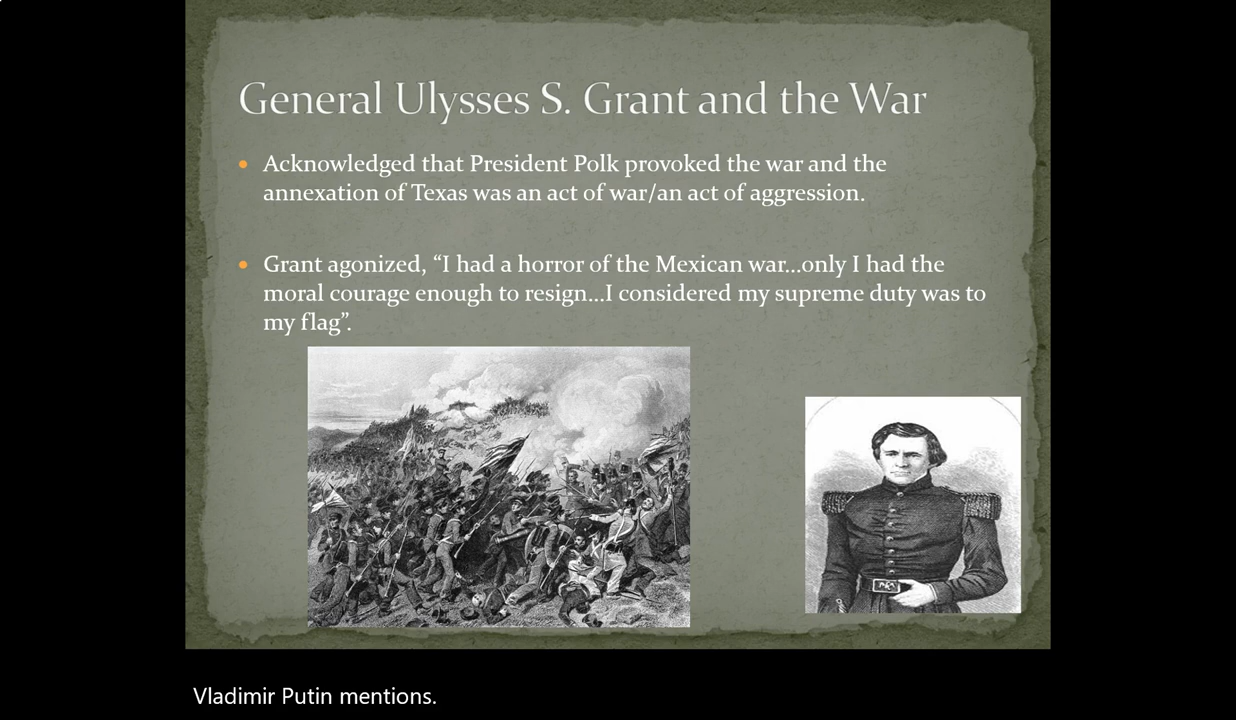 General Ulysses S. Grant and the War
• Acknowledged that President Polk provoked the war and the
annexation of Texas was an act of war/an act of aggression.
• Grant agonized, “I had a horror of the Mexican war...only I had the
moral courage enough to resign...I considered my supreme duty was to
my flag”.
Vladimir Putin mentions.